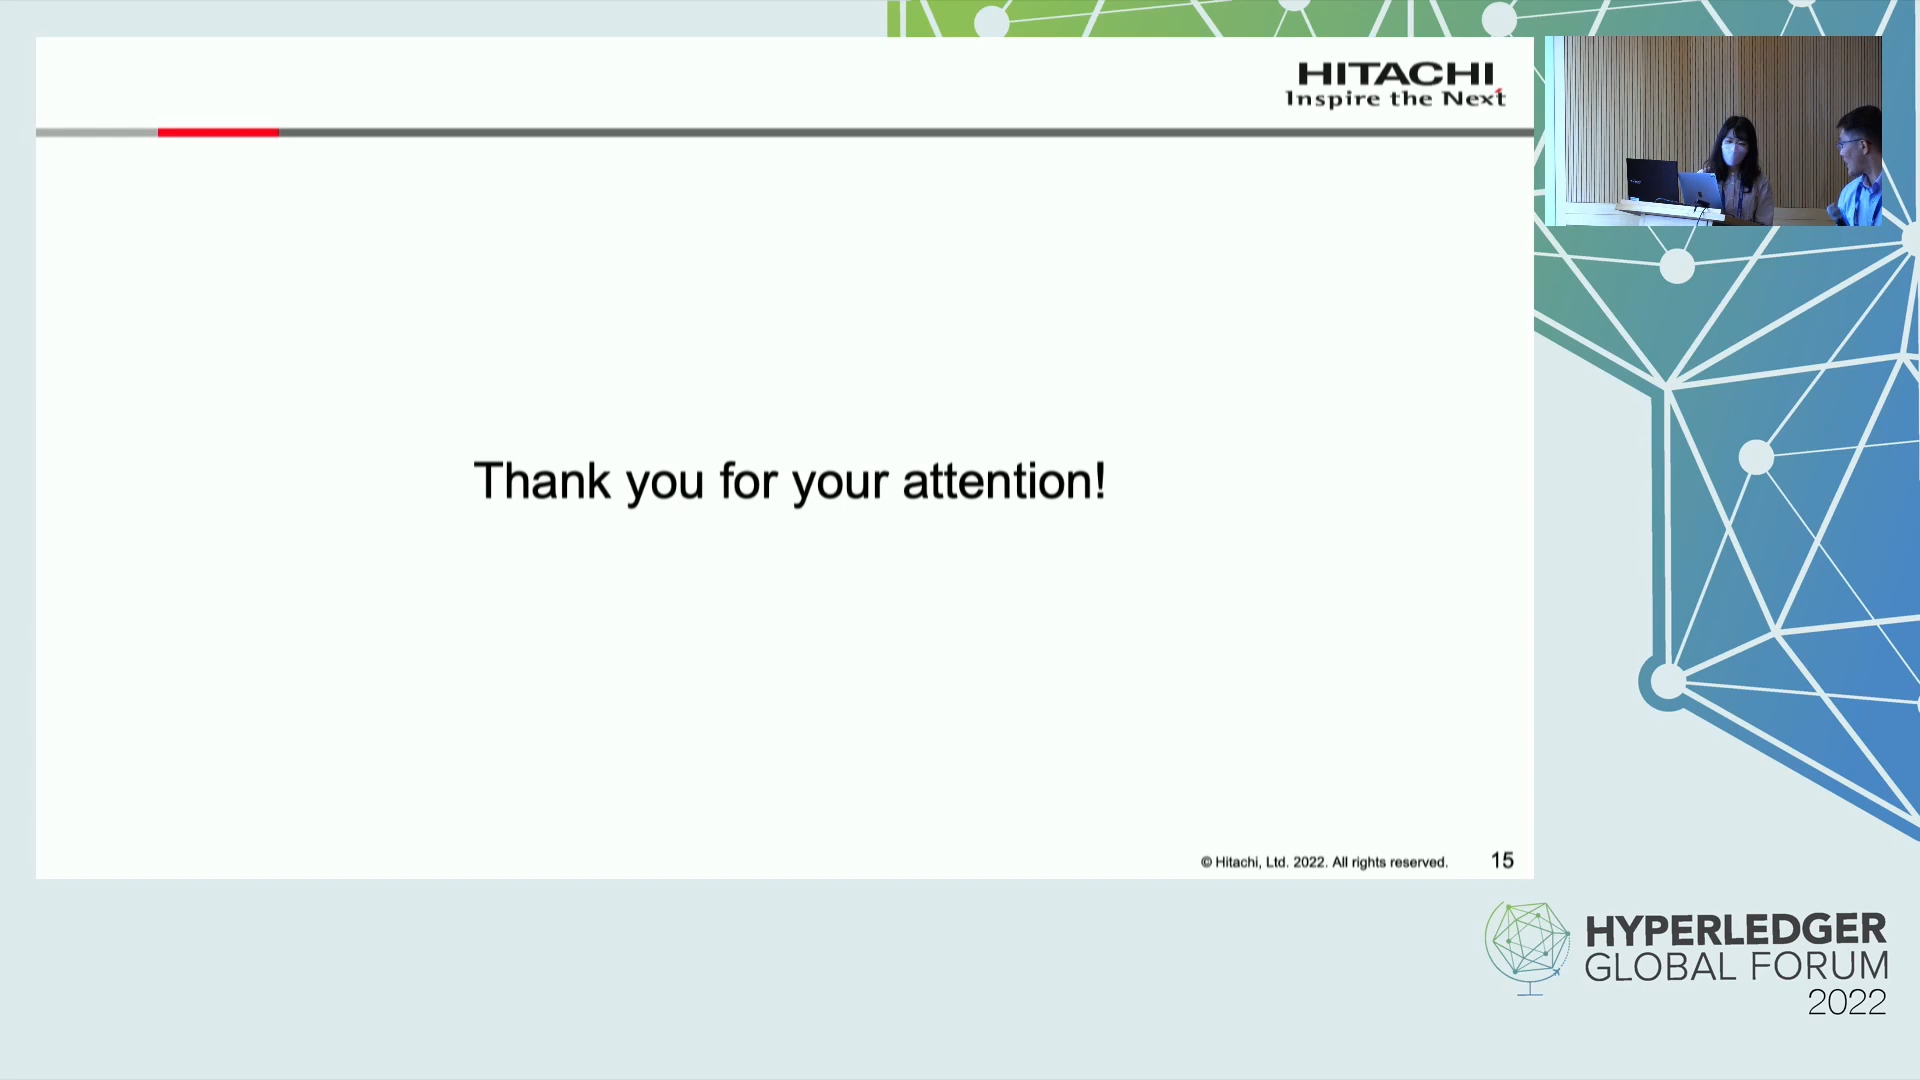 HITACHI
Inspire the Next
Thank you for your attention!
© Hitachi, Ltd. 2022. All rights reserved.
15
HYPERLEDGER
GLOBAL FORUM
2022